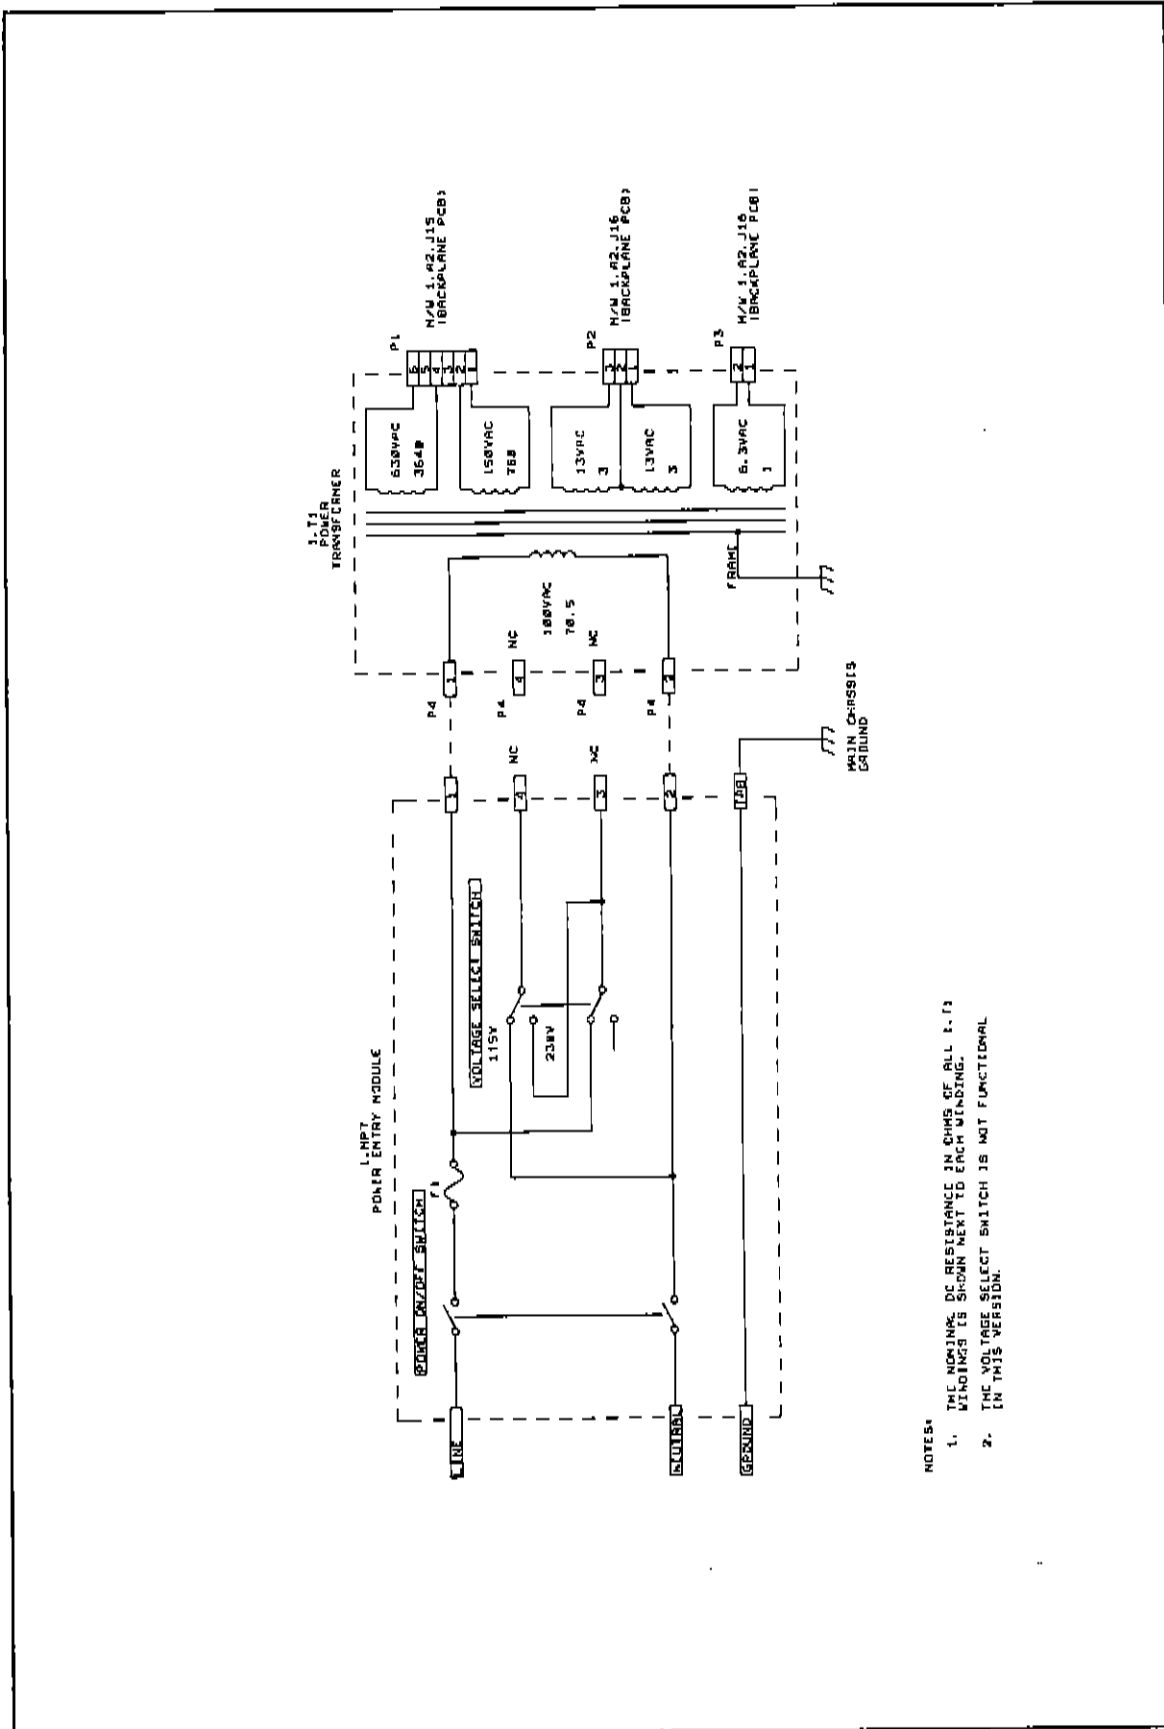 1.T1
POWER
TRANSFORMER
630VAC
3640
150VAC
760
13VAC
3
13VAC
3
6.3VAC
1
P1
6
5
4
3
2
1
M/W 1.A2.J15
(BACKPLANE PCB)
P2
3
2
1
M/W 1.A2.J16
(BACKPLANE PCB)
P3
2
1
M/W 1.A2.J16
(BACKPLANE PCB)
100VAC
70.5
FRAME
P4
1
P4
4
NC
P4
3
NC
P4
2
1
4
NC
3
NC
2
TAB
MAIN CHASSIS
GROUND
1.MPT
POWER ENTRY MODULE
POWER ON/OFF SWITCH
F1
VOLTAGE SELECT SWITCH
115V
230V
LINE
NEUTRAL
GROUND
NOTES:
1. THE NOMINAL DC RESISTANCE IN OHMS OF ALL 1.T1
WINDINGS IS SHOWN NEXT TO EACH WINDING.
2. THE VOLTAGE SELECT SWITCH IS NOT FUNCTIONAL
IN THIS VERSION.